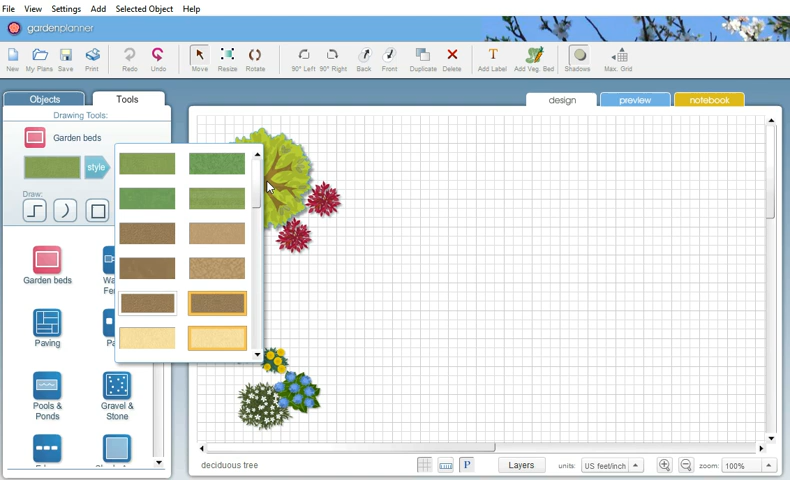 File View Settings Add Selected Object Help
gardenplanner
New My Plans Save Print Redo Undo Move Resize Rotate 90° Left 90° Right Back Front Duplicate Delete Add Label Add Veg. Bed Shadows Max. Grid
Objects Tools design preview notebook
Drawing Tools:
Garden beds
style
Draw:
Garden beds
Paving
Pools & Ponds
Gravel & Stone
deciduous tree P Layers units: US feet/inch zoom: 100%